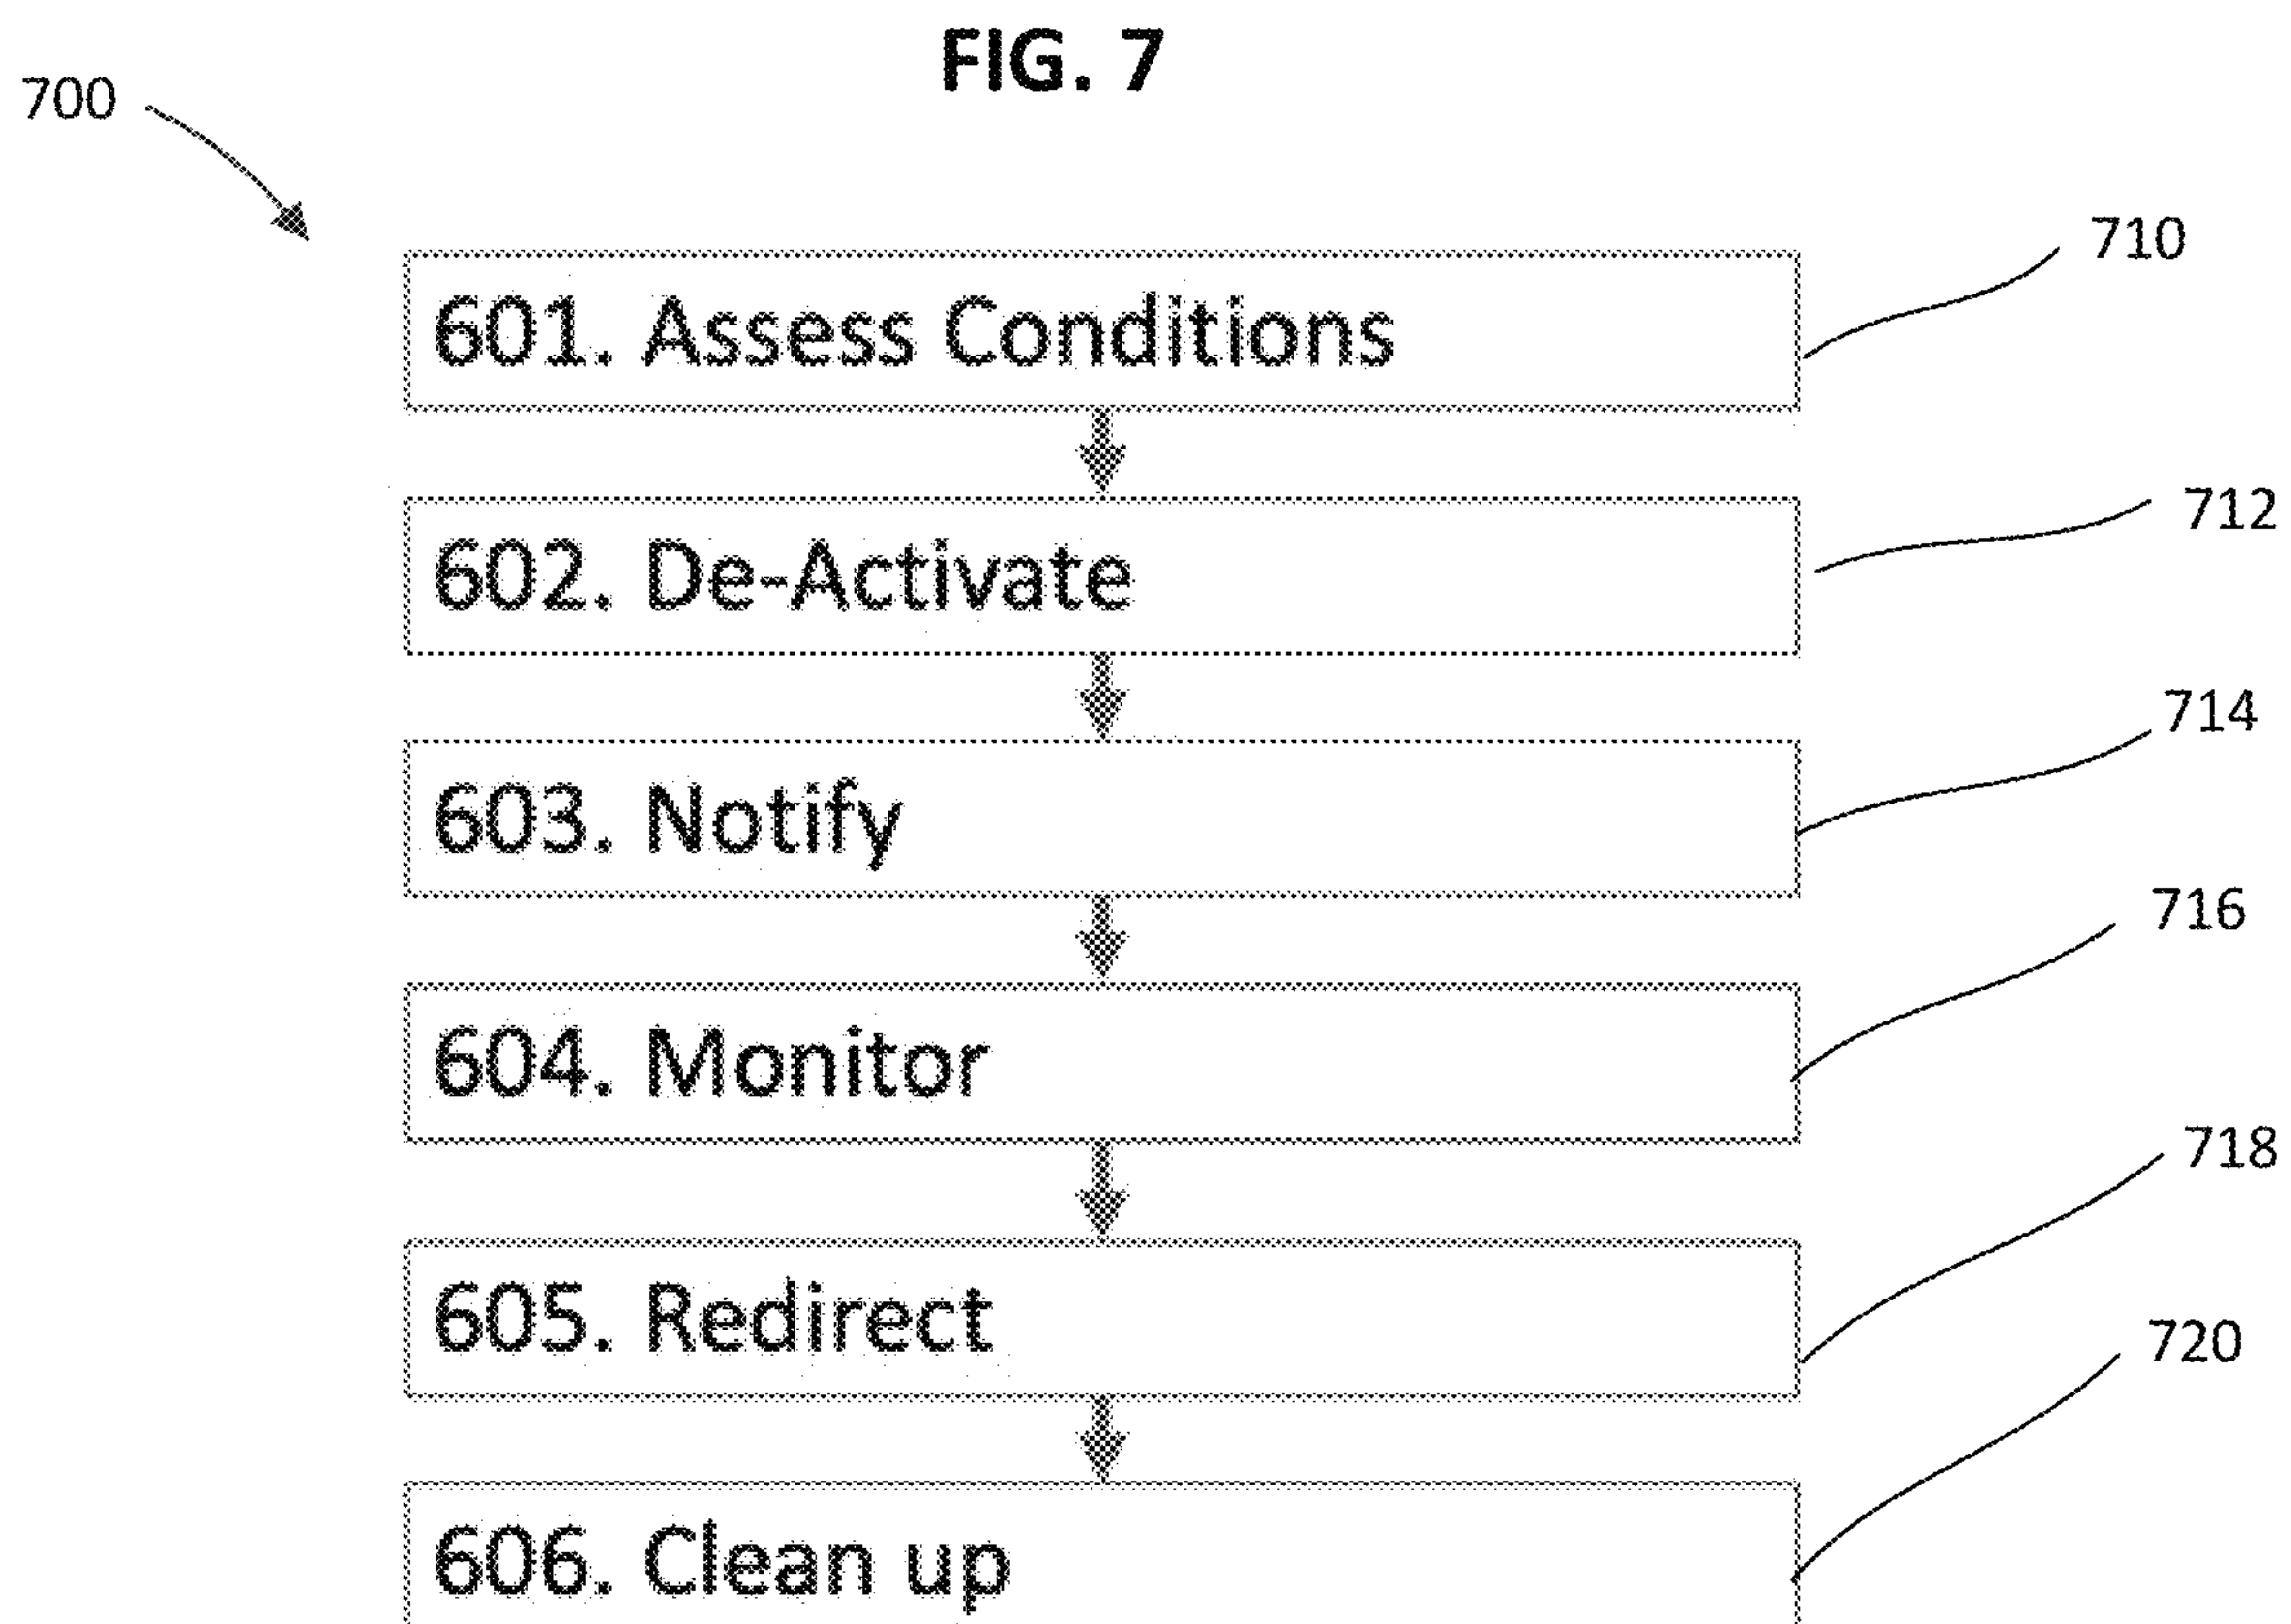 FIG. 7
700
710
601. Assess Conditions
712
602. De-Activate
714
603. Notify
716
604. Monitor
718
605. Redirect
720
606. Clean up